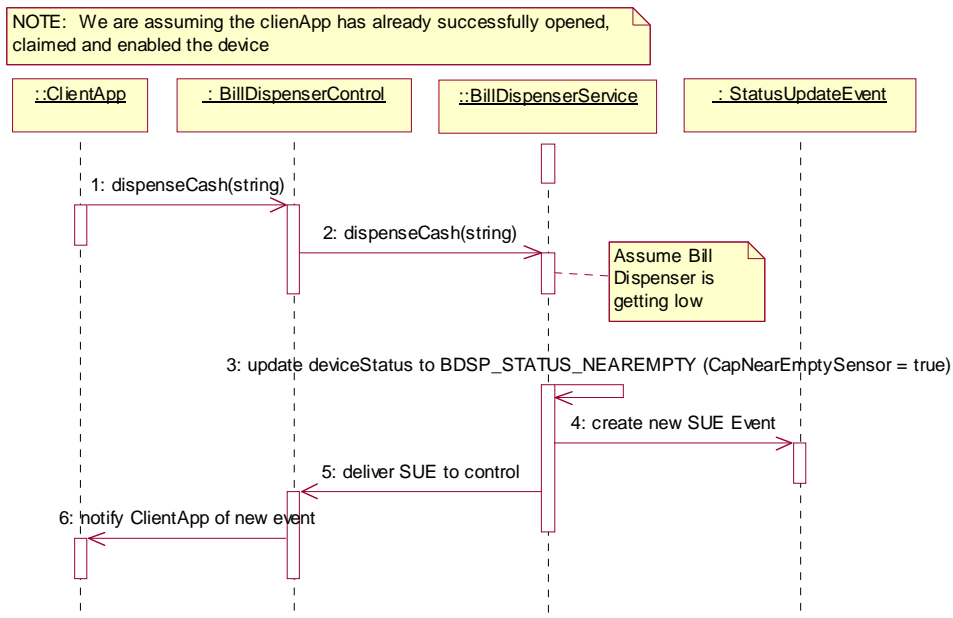 NOTE: We are assuming the clienApp has already successfully opened,
claimed and enabled the device
::ClientApp
: BillDispenserControl
::BillDispenserService
: StatusUpdateEvent
1: dispenseCash(string)
2: dispenseCash(string)
Assume Bill
Dispenser is
getting low
3: update deviceStatus to BDSP_STATUS_NEAREMPTY (CapNearEmptySensor = true)
4: create new SUE Event
5: deliver SUE to control
6: notify ClientApp of new event